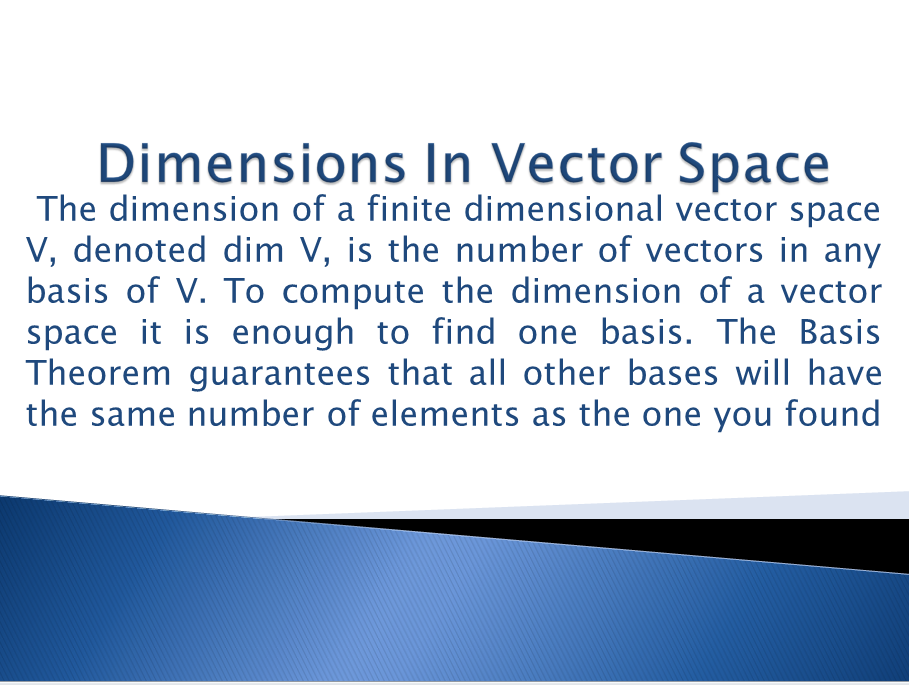 Dimensions In Vector Space
The dimension of a finite dimensional vector space
V, denoted dim V, is the number of vectors in any
basis of V. To compute the dimension of a vector
space it is enough to find one basis. The Basis
Theorem guarantees that all other bases will have
the same number of elements as the one you found